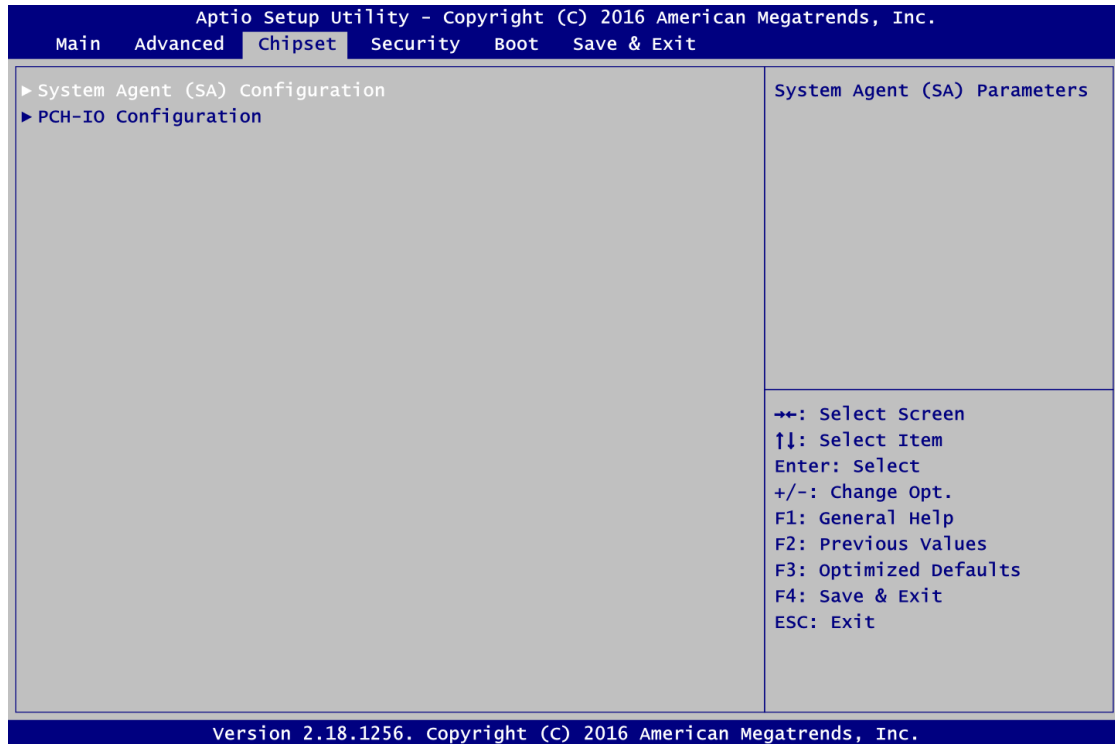 Aptio Setup Utility - Copyright (C) 2016 American Megatrends, Inc.
Main Advanced Chipset Security Boot Save & Exit
►System Agent (SA) Configuration
►PCH-IO Configuration
System Agent (SA) Parameters
→←: Select Screen
↑↓: Select Item
Enter: Select
+/-: Change Opt.
F1: General Help
F2: Previous Values
F3: Optimized Defaults
F4: Save & Exit
ESC: Exit
Version 2.18.1256. Copyright (C) 2016 American Megatrends, Inc.